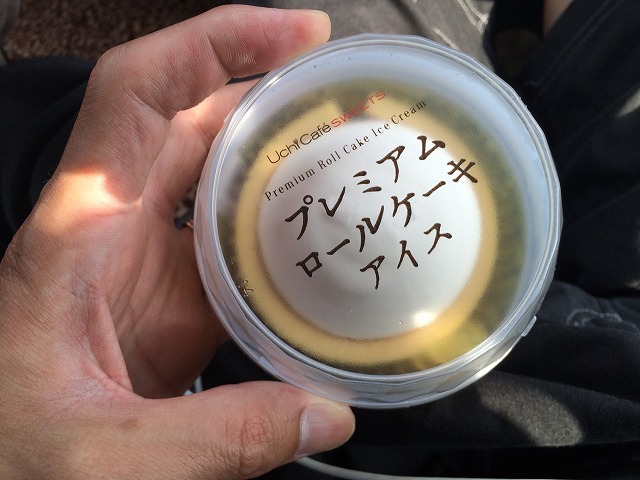 Uchi Café SWEETS
Premium Roll Cake Ice Cream
プレミアム
ロールケーキ
アイス